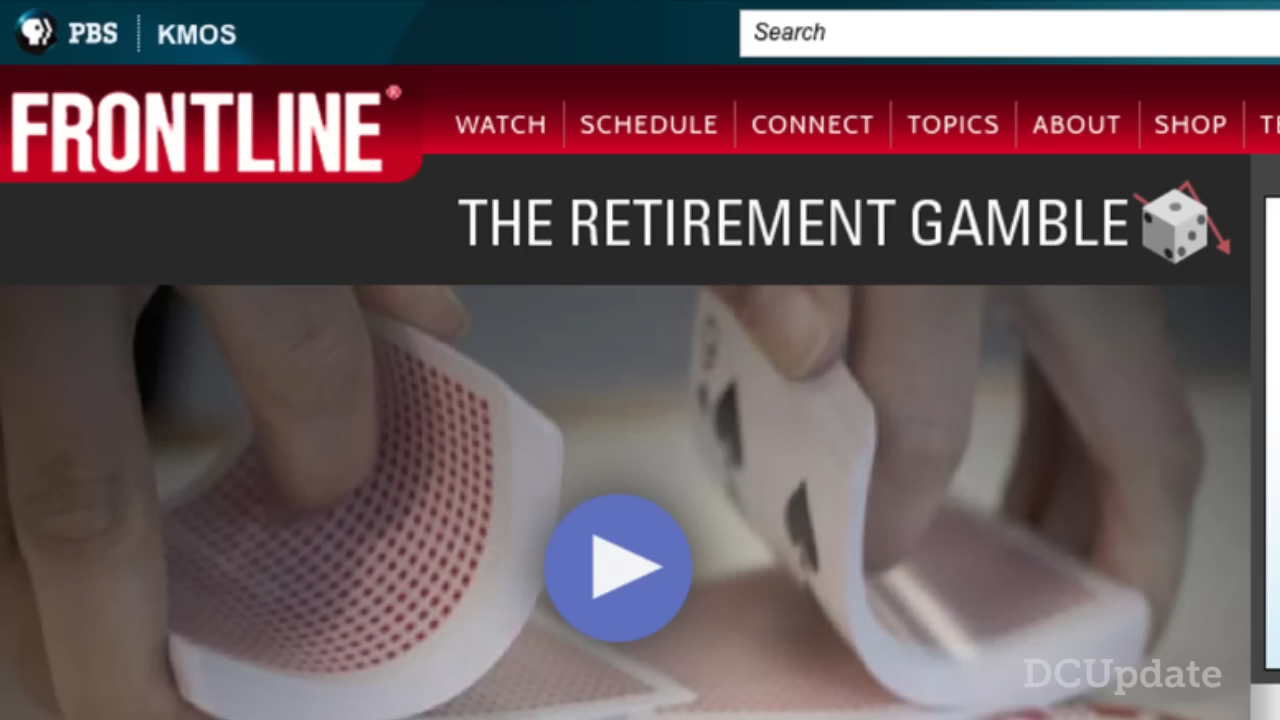 PBS KMOS
Search
FRONTLINE®
WATCH SCHEDULE CONNECT TOPICS ABOUT SHOP
THE RETIREMENT GAMBLE
DCUpdate